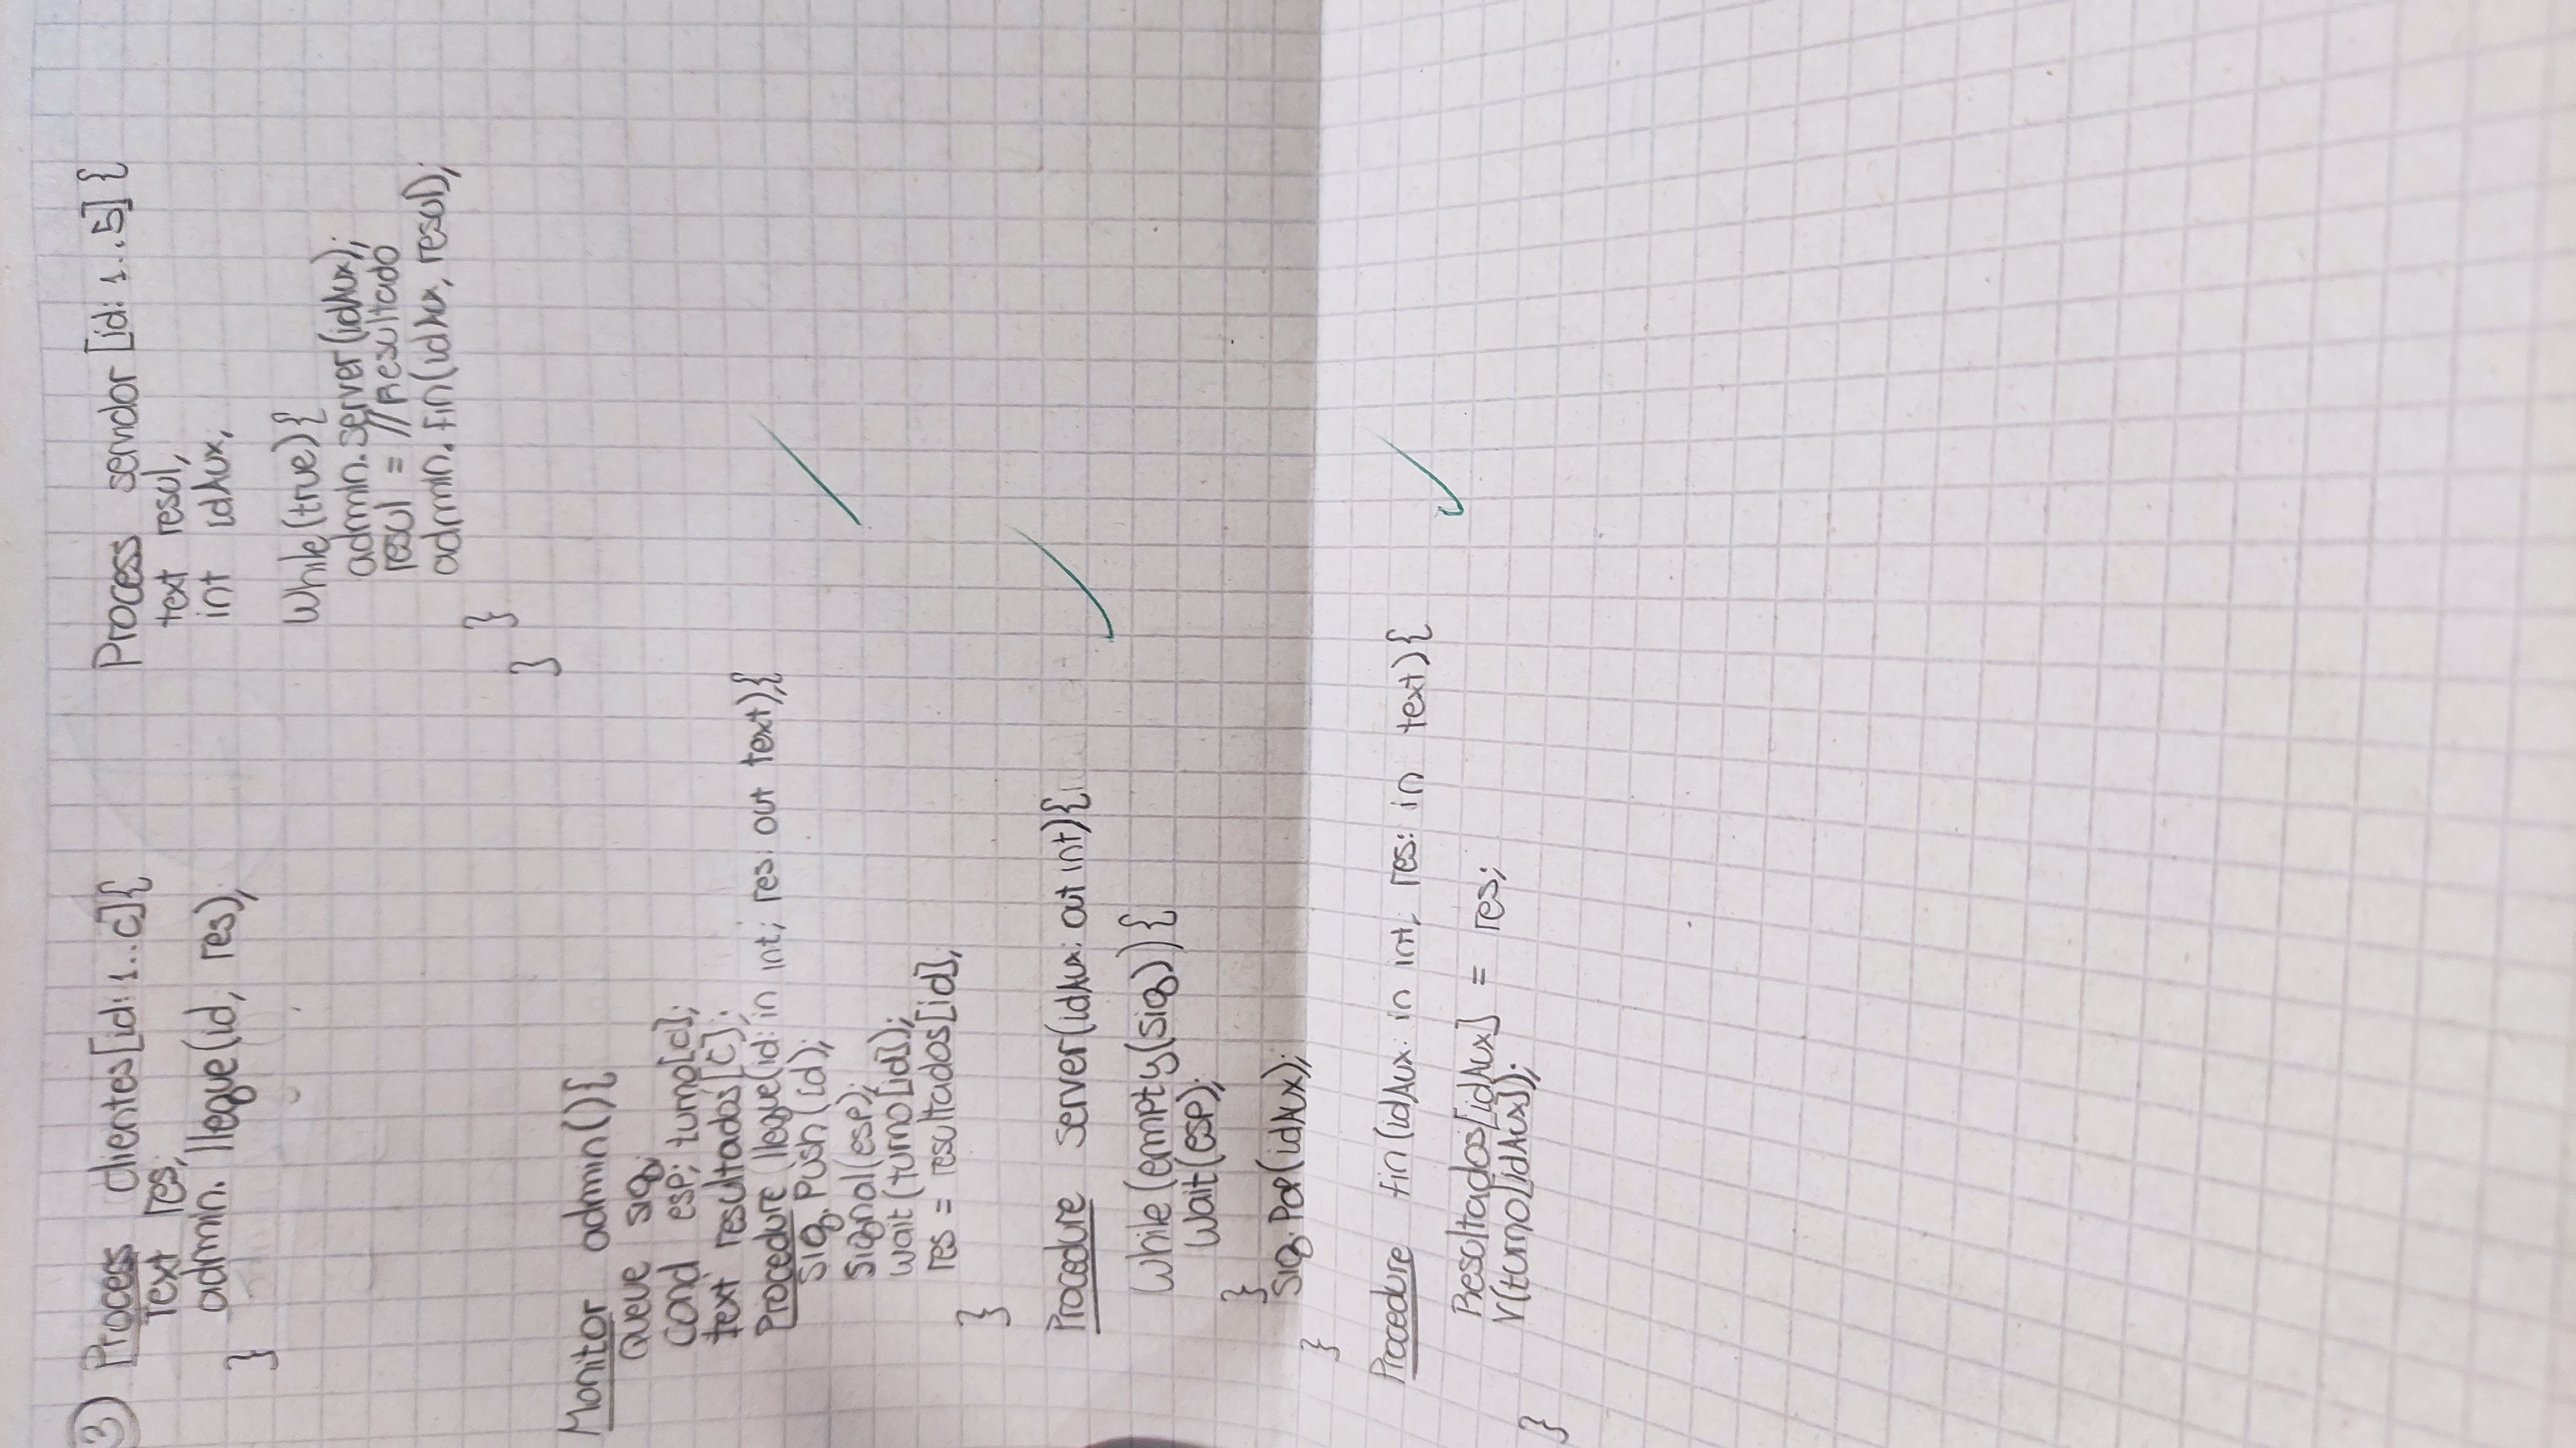 3) Process clientes[id: 1..C]{
Text res;
admin. llegue(id, res);
}
Process servidor [id: 1..5] {
text resul;
int idAux;
While(true){
admin.server(idAux);
resul = //Resultado
admin.fin(idAux, resul);
}
}
Monitor admin(){
Queue sig;
Cond esp; turno[C];
text resultados[C];
Procedure llegue(id: in int; res: out text){
sig.Push(id);
signal(esp);
wait(turno[id]);
res = resultados[id];
}
Procedure server(idAux: out int){
While(empty(sig)){
Wait(esp);
}
sig.Pop(idAux);
}
Procedure fin(idAux: in int; res: in text){
Resultados[idAux] = res;
V(turno[idAux]);
}